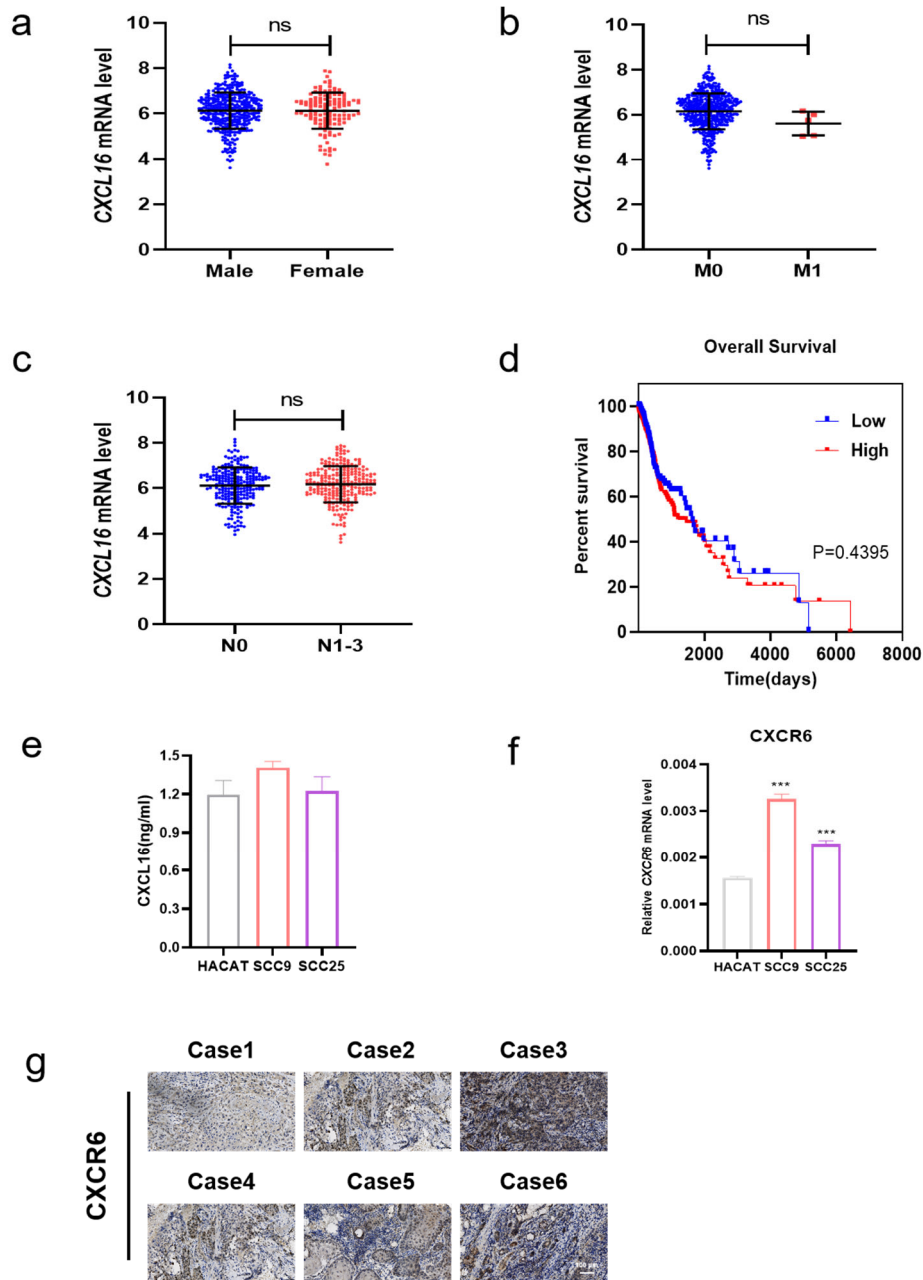 a
ns
CXCL16 mRNA level
10
8
6
4
2
0
Male Female
b
ns
CXCL16 mRNA level
10
8
6
4
2
0
M0 M1
c
ns
CXCL16 mRNA level
10
8
6
4
2
0
N0 N1-3
d
Overall Survival
Percent survival
100
80
60
40
20
0
Low
High
P=0.4395
2000 4000 6000 8000
Time(days)
e
CXCL16(ng/ml)
1.5
1.2
0.9
0.6
0.3
0.0
HACAT SCC9 SCC25
f
CXCR6
Relative CXCR6 mRNA level
0.004
0.003
0.002
0.001
0.000
***
***
HACAT SCC9 SCC25
g
CXCR6
Case1 Case2 Case3
Case4 Case5 Case6
100 μm